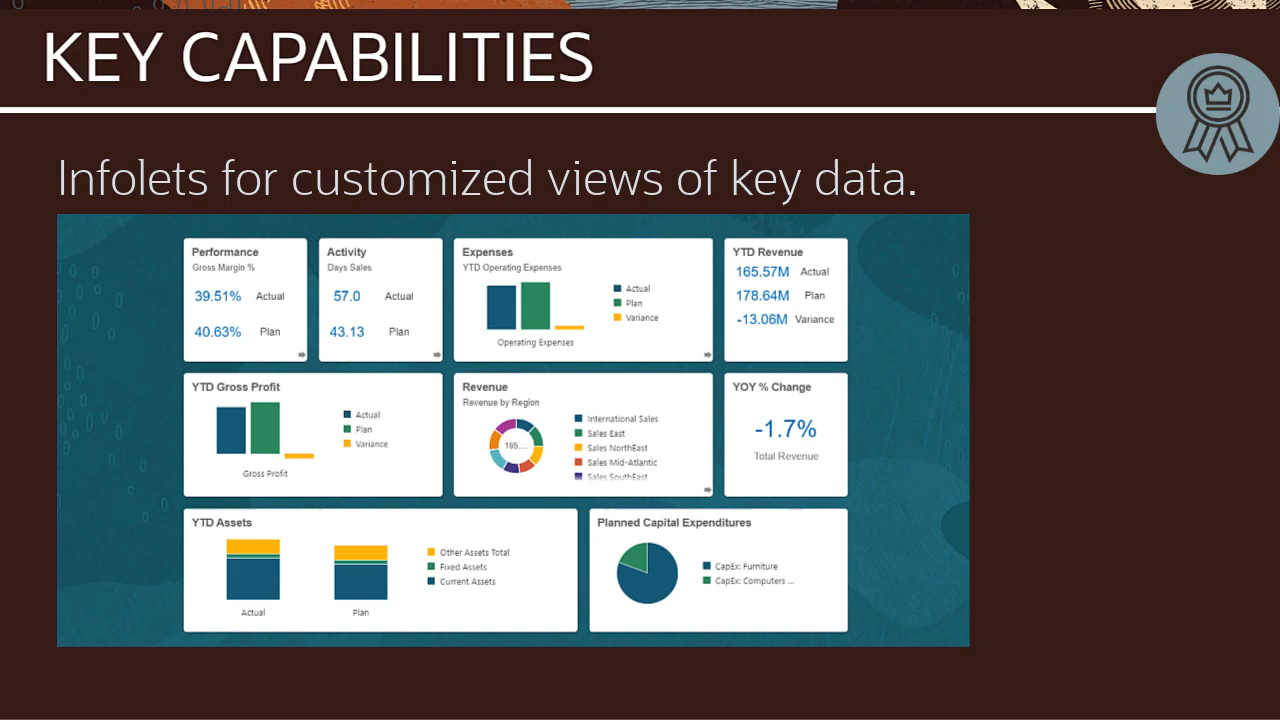 KEY CAPABILITIES
Infolets for customized views of key data.
Performance
Gross Margin %
39.51% Actual
40.63% Plan
Activity
Days Sales
57.0 Actual
43.13 Plan
Expenses
YTD Operating Expenses
Actual
Plan
Variance
Operating Expenses
YTD Revenue
165.57M Actual
178.64M Plan
-13.06M Variance
YTD Gross Profit
Actual
Plan
Variance
Gross Profit
Revenue
Revenue by Region
165....
International Sales
Sales East
Sales NorthEast
Sales Mid-Atlantic
Sales SouthEast
YOY % Change
-1.7%
Total Revenue
YTD Assets
Other Assets Total
Fixed Assets
Current Assets
Actual Plan
Planned Capital Expenditures
CapEx: Furniture
CapEx: Computers ...